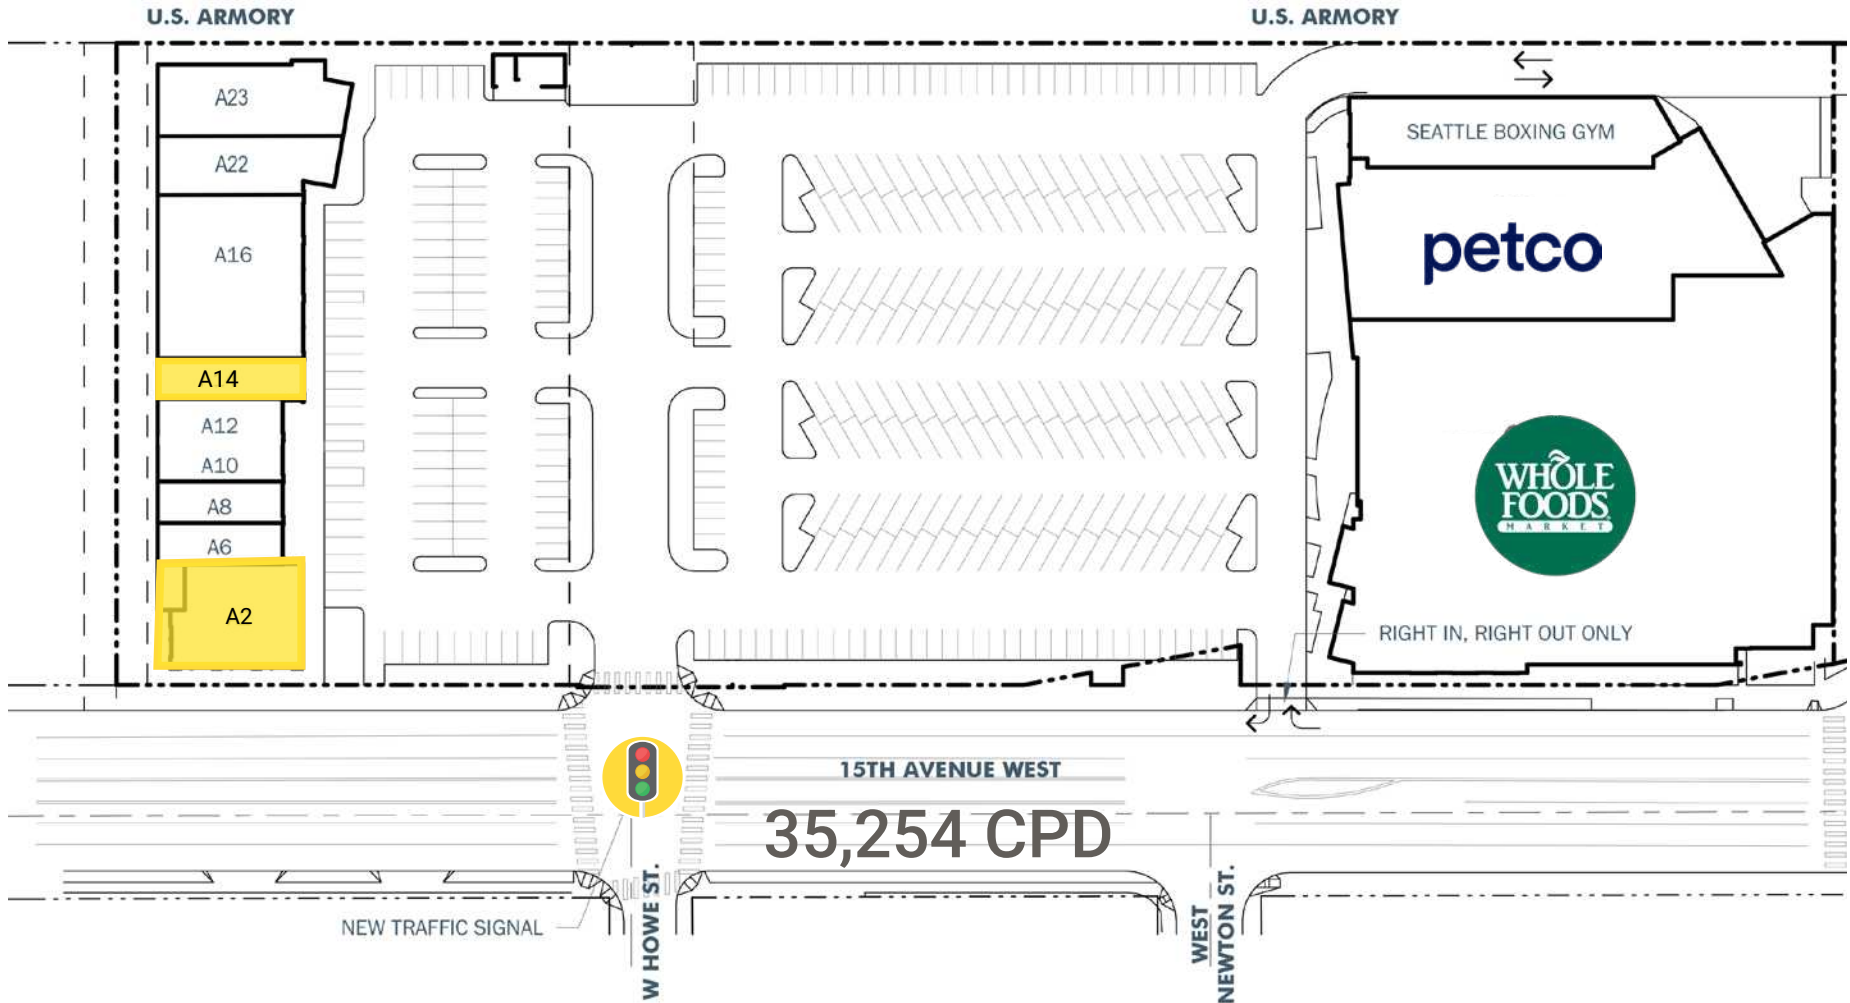 U.S. ARMORY
U.S. ARMORY
A23
A22
A16
A14
A12
A10
A8
A6
A2
SEATTLE BOXING GYM
petco
WHOLE
FOODS
MARKET
RIGHT IN, RIGHT OUT ONLY
15TH AVENUE WEST
35,254 CPD
NEW TRAFFIC SIGNAL
W HOWE ST.
WEST
NEWTON ST.